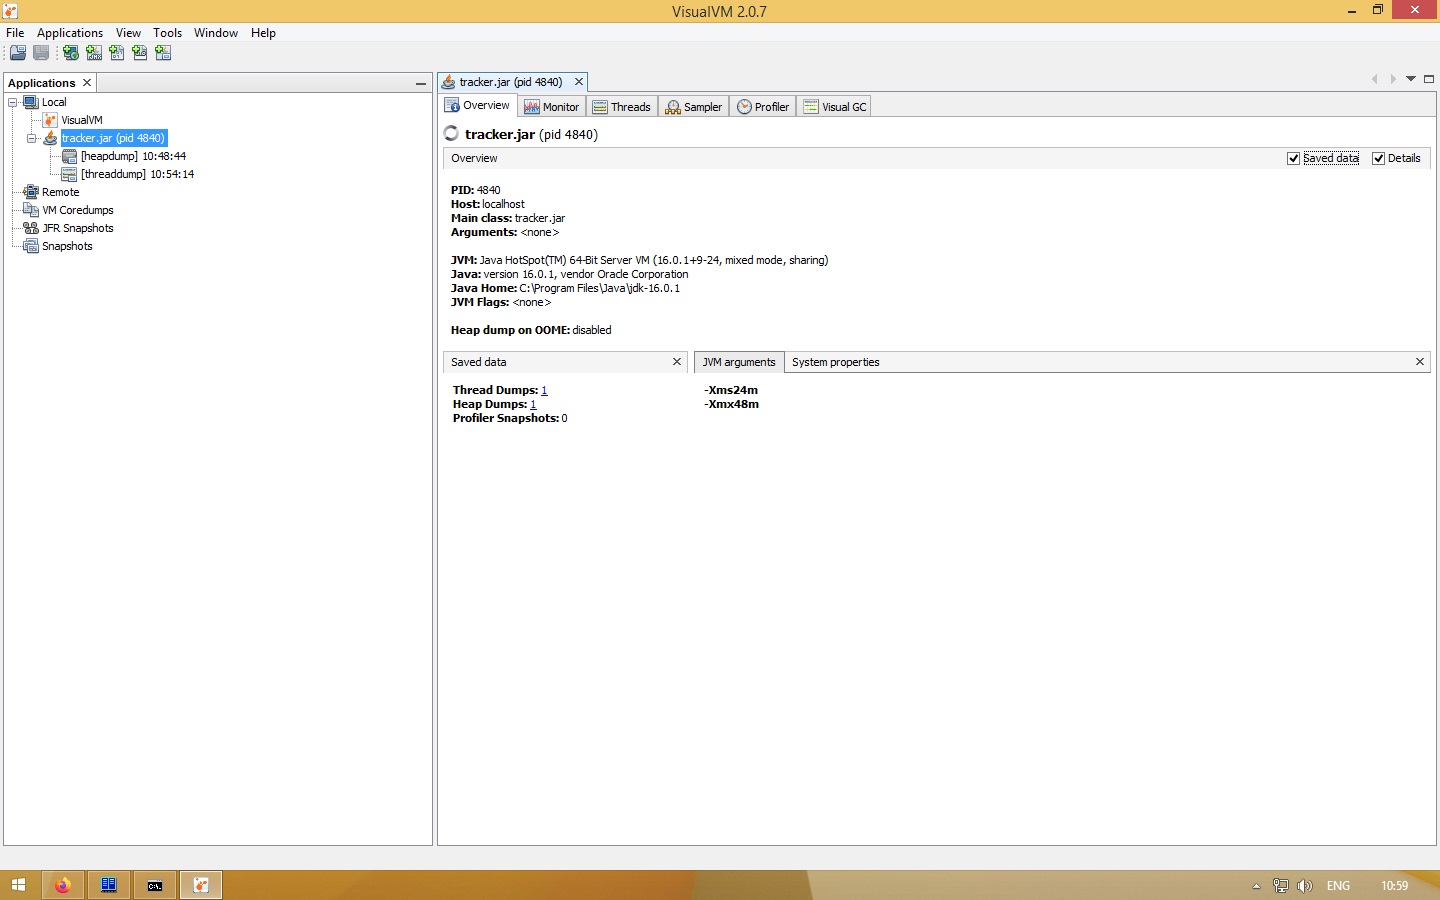 VisualVM 2.0.7
File Applications View Tools Window Help
Applications
Local
VisualVM
tracker.jar (pid 4840)
[heapdump] 10:48:44
[threaddump] 10:54:14
Remote
VM Coredumps
JFR Snapshots
Snapshots
tracker.jar (pid 4840)
Overview Monitor Threads Sampler Profiler Visual GC
tracker.jar (pid 4840)
Overview Saved data Details
PID: 4840
Host: localhost
Main class: tracker.jar
Arguments: <none>
JVM: Java HotSpot(TM) 64-Bit Server VM (16.0.1+9-24, mixed mode, sharing)
Java: version 16.0.1, vendor Oracle Corporation
Java Home: C:\Program Files\Java\jdk-16.0.1
JVM Flags: <none>
Heap dump on OOME: disabled
Saved data
Thread Dumps: 1
Heap Dumps: 1
Profiler Snapshots: 0
JVM arguments System properties
-Xms24m
-Xmx48m
ENG 10:59